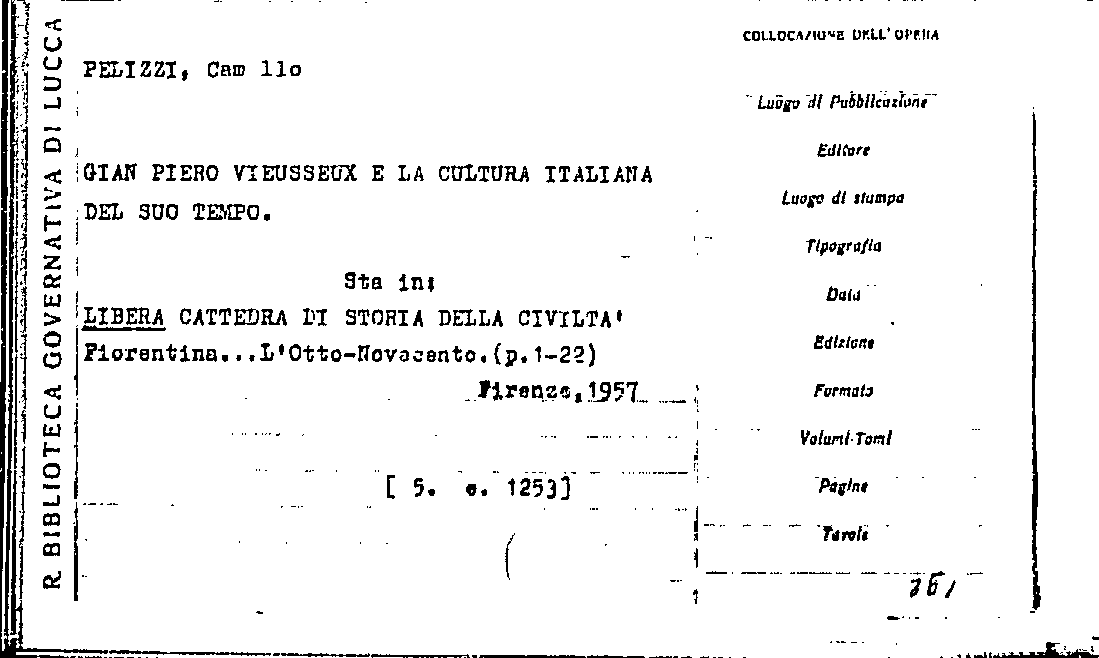 R. BIBLIOTECA GOVERNATIVA DI LUCCA
PELIZZI, Cam llo
GIAN PIERO VIEUSSEUX E LA CULTURA ITALIANA
DEL SUO TEMPO.
Sta in:
LIBERA CATTEDRA DI STORIA DELLA CIVILTA'
Fiorentina...L'Otto-Novacento.(p.1-22)
Firenze,1957
[ 5. e. 1253]
COLLOCAZIONE DELL'OPERA
Luogo di Pubblicazione
Editore
Luogo di stampa
Tipografia
Data
Edizione
Formato
Volumi-Tomi
Pagine
Tavole